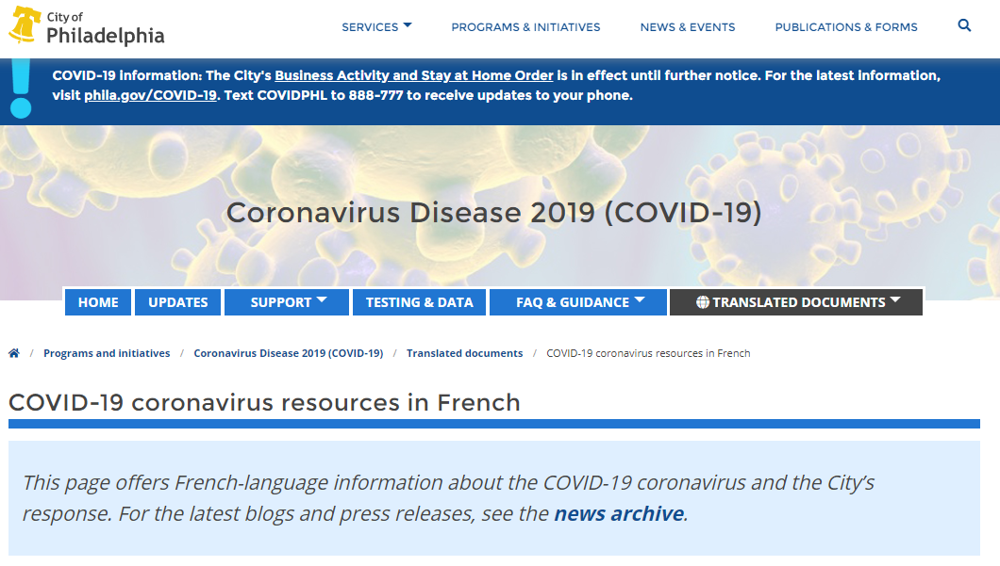 City of
Philadelphia
SERVICES
PROGRAMS & INITIATIVES
NEWS & EVENTS
PUBLICATIONS & FORMS
COVID-19 information: The City's Business Activity and Stay at Home Order is in effect until further notice. For the latest information,
visit phila.gov/COVID-19. Text COVIDPHL to 888-777 to receive updates to your phone.
Coronavirus Disease 2019 (COVID-19)
HOME
UPDATES
SUPPORT
TESTING & DATA
FAQ & GUIDANCE
TRANSLATED DOCUMENTS
/ Programs and initiatives / Coronavirus Disease 2019 (COVID-19) / Translated documents / COVID-19 coronavirus resources in French
COVID-19 coronavirus resources in French
This page offers French-language information about the COVID-19 coronavirus and the City’s
response. For the latest blogs and press releases, see the news archive.